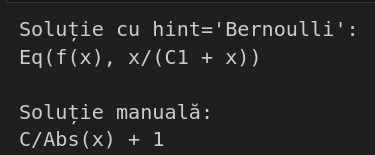 Soluție cu hint='Bernoulli':
Eq(f(x), x/(C1 + x))
Soluție manuală:
C/Abs(x) + 1